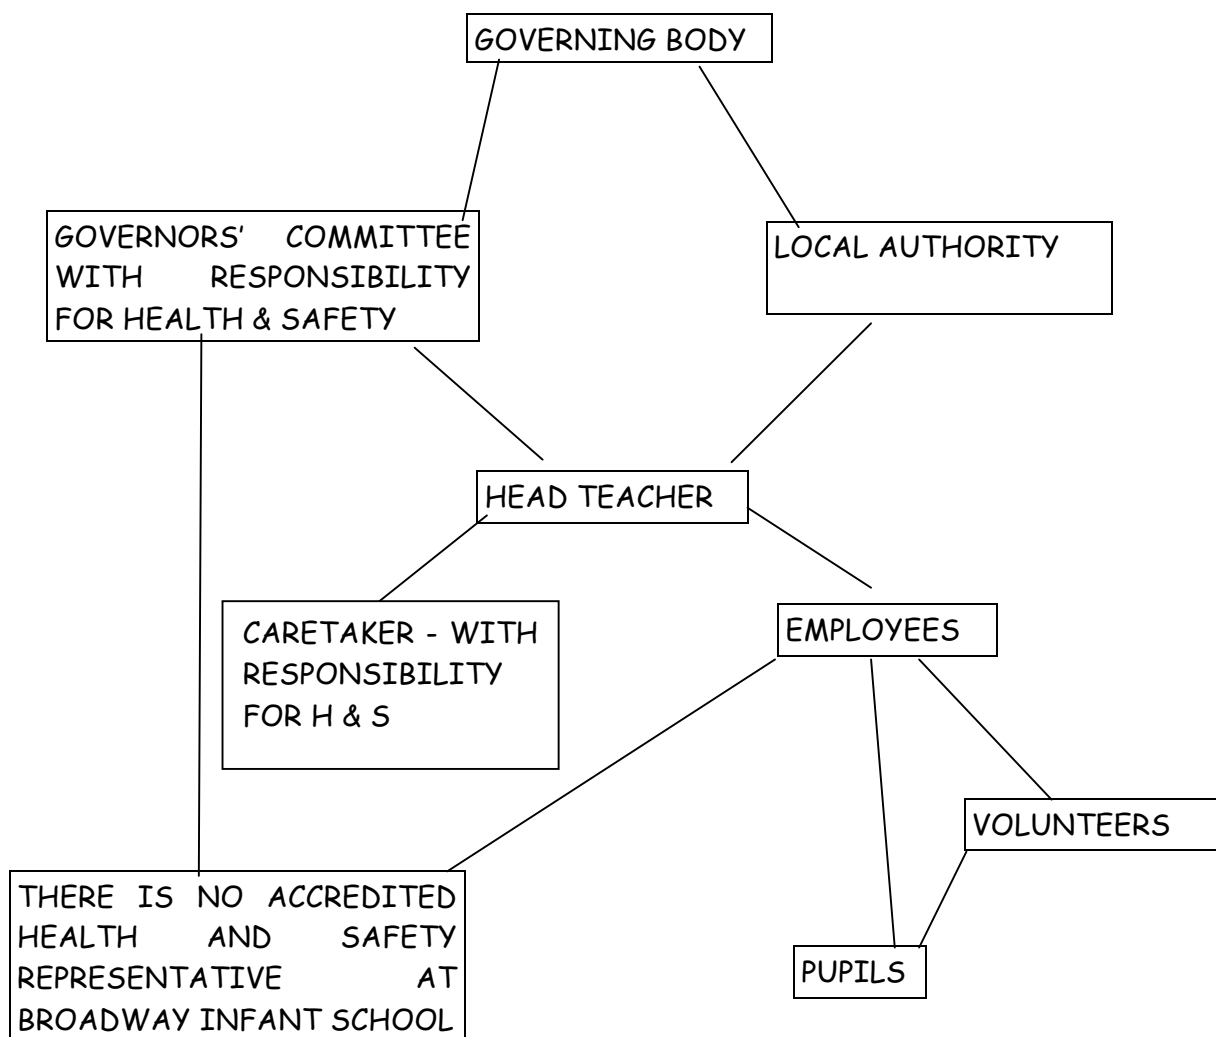 GOVERNING BODY
GOVERNORS' COMMITTEE
WITH RESPONSIBILITY
FOR HEALTH & SAFETY
LOCAL AUTHORITY
HEAD TEACHER
CARETAKER - WITH
RESPONSIBILITY
FOR H & S
EMPLOYEES
VOLUNTEERS
THERE IS NO ACCREDITED
HEALTH AND SAFETY
REPRESENTATIVE AT
BROADWAY INFANT SCHOOL
PUPILS